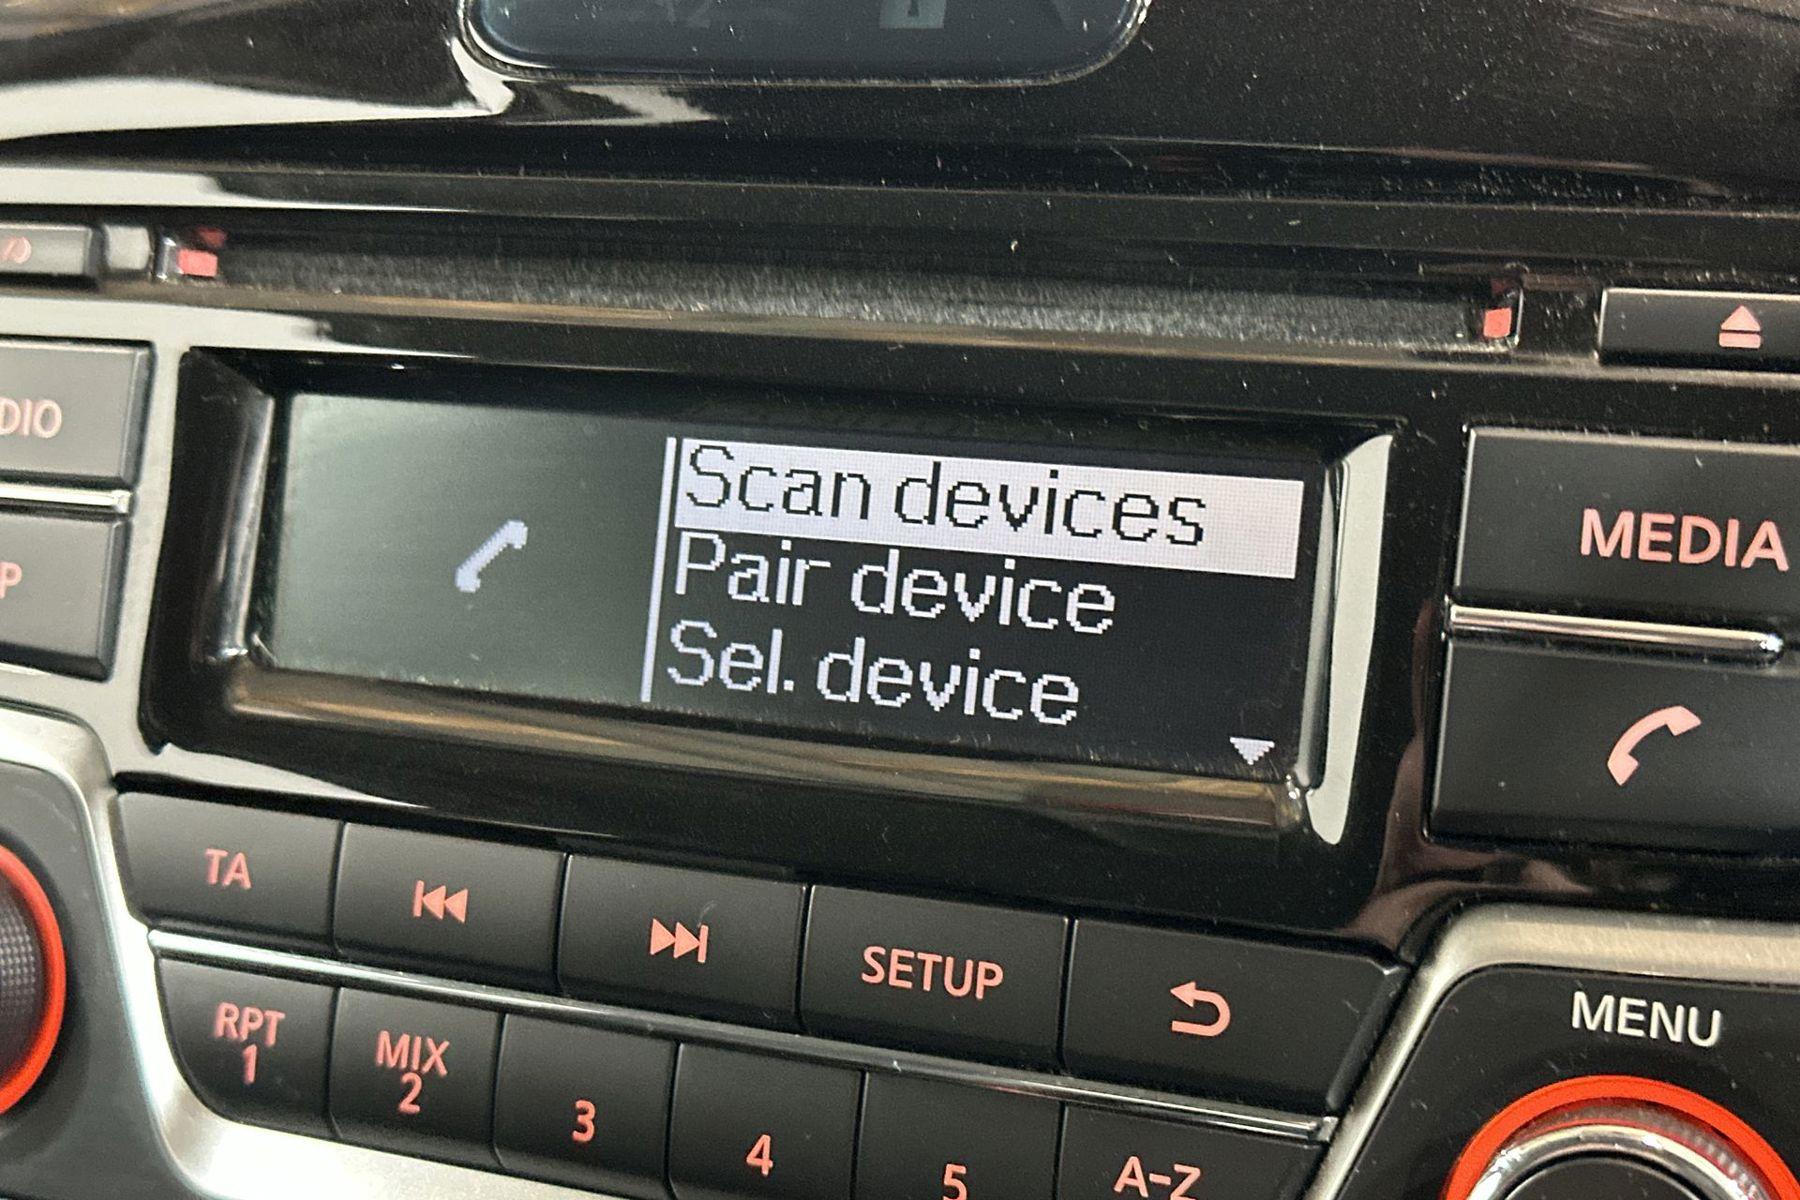 Scan devices
Pair device
Sel. device
MEDIA
TA
SETUP
RPT
1
MIX
2
3
4
5
A-Z
MENU